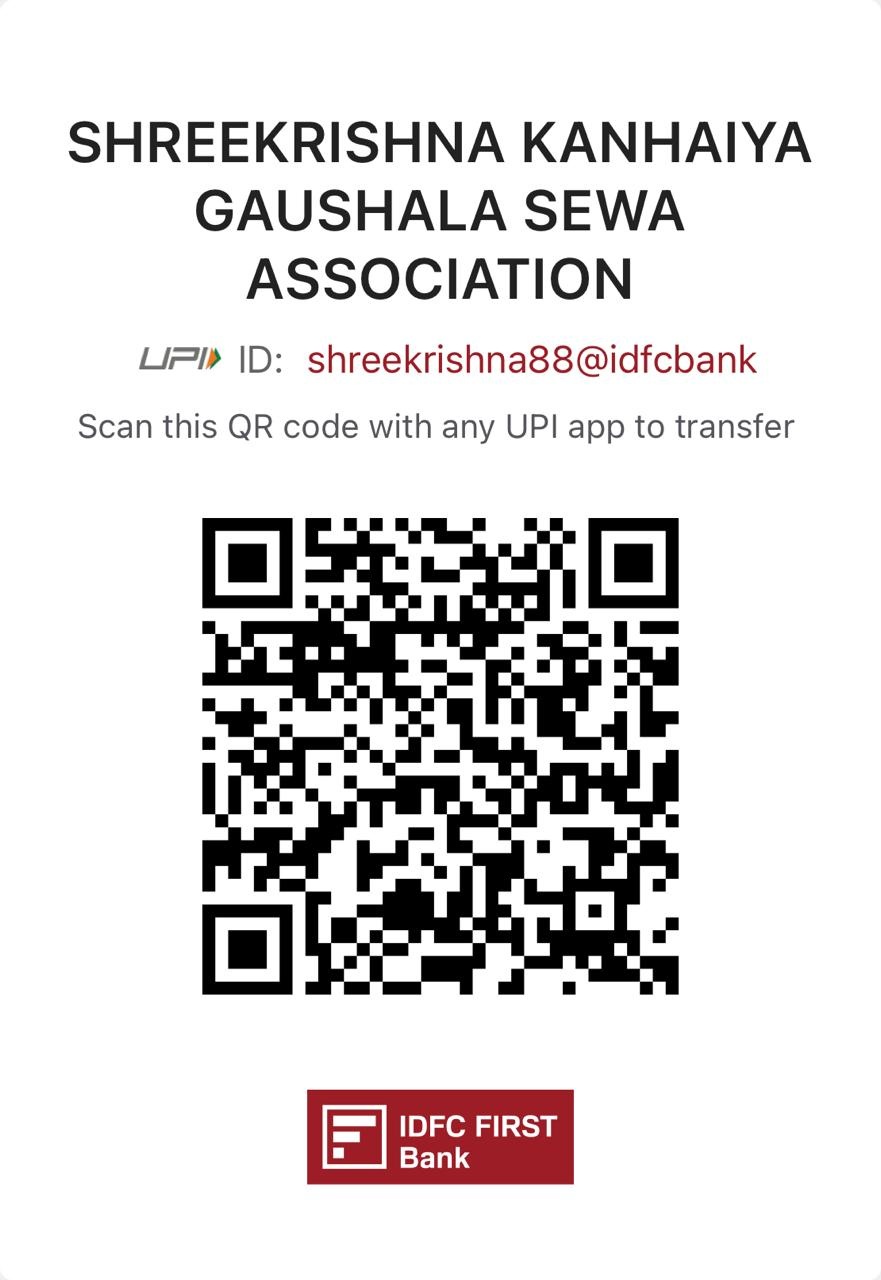 SHREEKRISHNA KANHAIYA
GAUSHALA SEWA
ASSOCIATION
UPI ID: shreekrishna88@idfcbank
Scan this QR code with any UPI app to transfer
IDFC FIRST
Bank